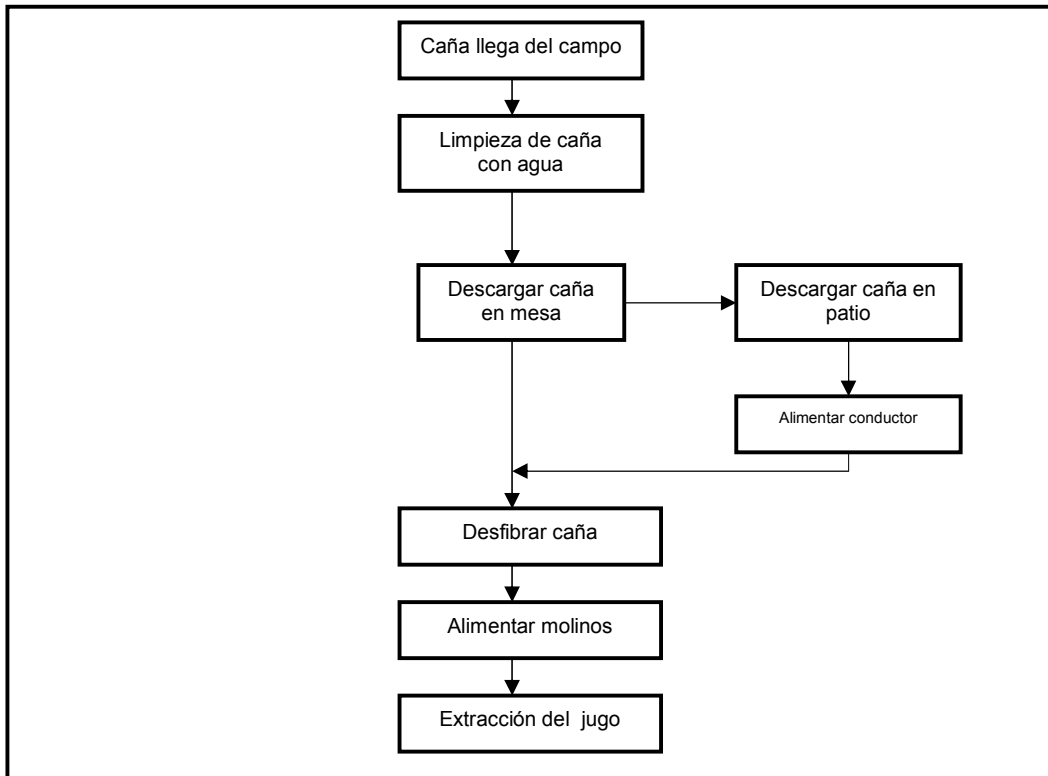 Caña llega del campo
Limpieza de caña
con agua
Descargar caña
en mesa
Descargar caña en
patio
Alimentar conductor
Desfibrar caña
Alimentar molinos
Extracción del  jugo